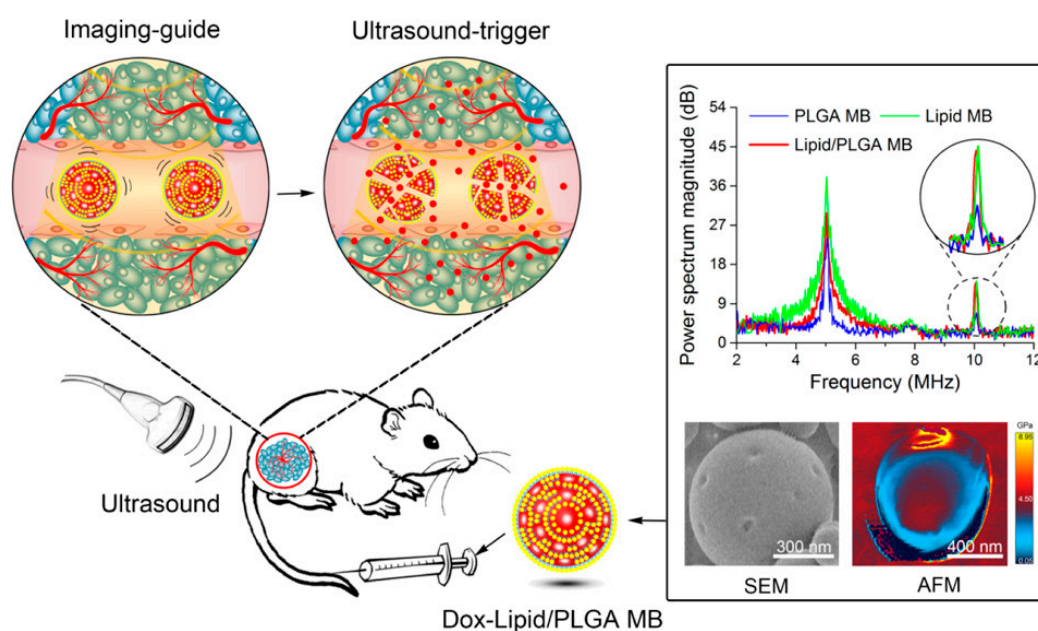 Imaging-guide
Ultrasound-trigger
Ultrasound
Dox-Lipid/PLGA MB
Power spectrum magnitude (dB)
54
45
36
27
18
9
0
PLGA MB
Lipid MB
Lipid/PLGA MB
2
4
6
8
10
12
Frequency (MHz)
300 nm
SEM
400 nm
AFM
GPa
8.95
4.50
0.05